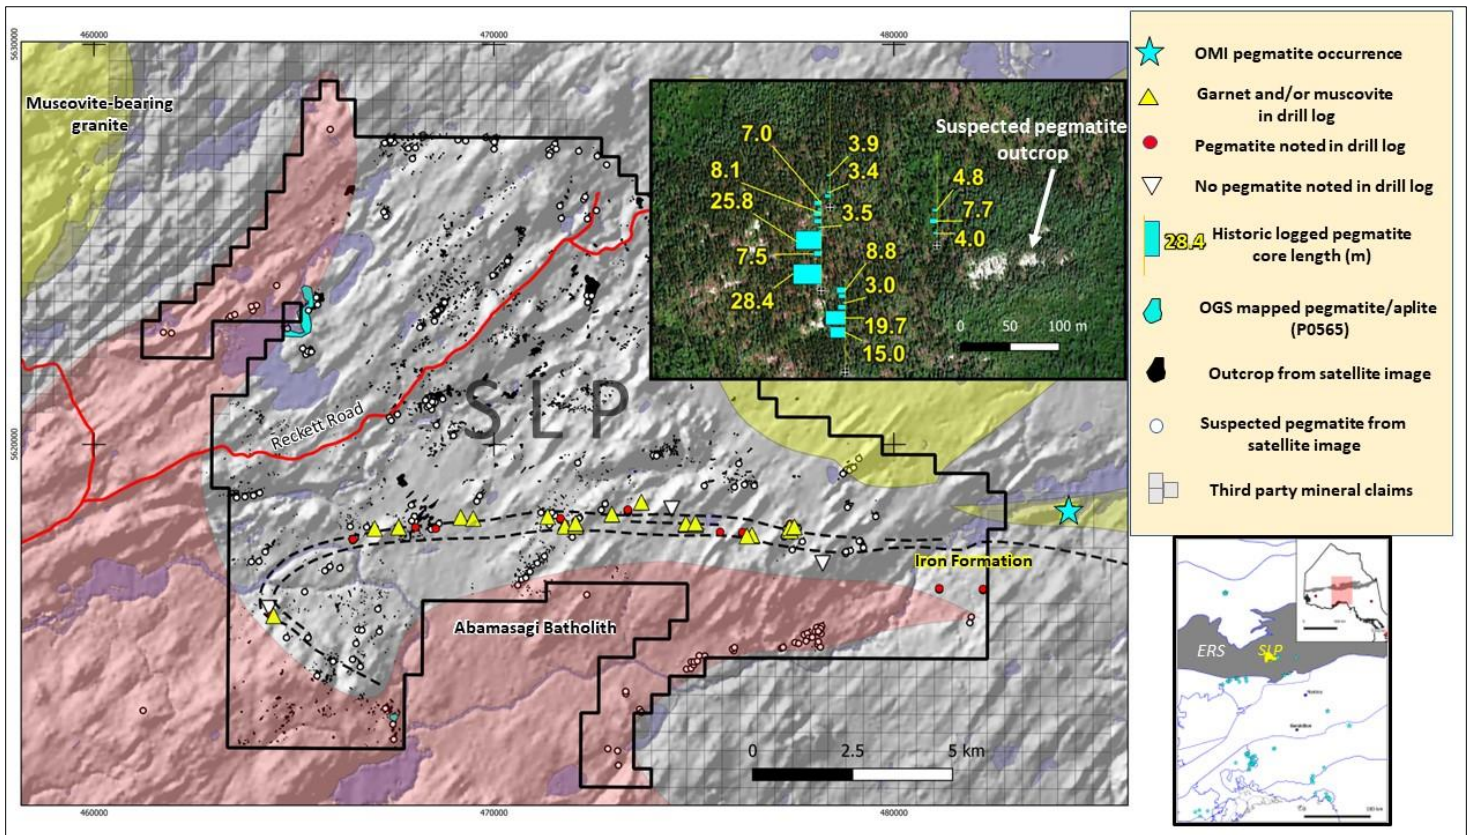 460000
470000
480000
5630000
5620000
Muscovite-bearing
granite
Reckett Road
SLP
Abamasagi Batholith
Iron Formation
0
2.5
5 km
460000
470000
480000
Suspected pegmatite
outcrop
7.0
3.9
3.4
8.1
25.8
3.5
7.5
28.4
8.8
3.0
19.7
15.0
4.8
7.7
4.0
0
50
100 m
OMI pegmatite occurrence
Garnet and/or muscovite
in drill log
Pegmatite noted in drill log
No pegmatite noted in drill log
28.4
Historic logged pegmatite
core length (m)
OGS mapped pegmatite/aplite
(P0565)
Outcrop from satellite image
Suspected pegmatite from
satellite image
Third party mineral claims
ERS
SLP